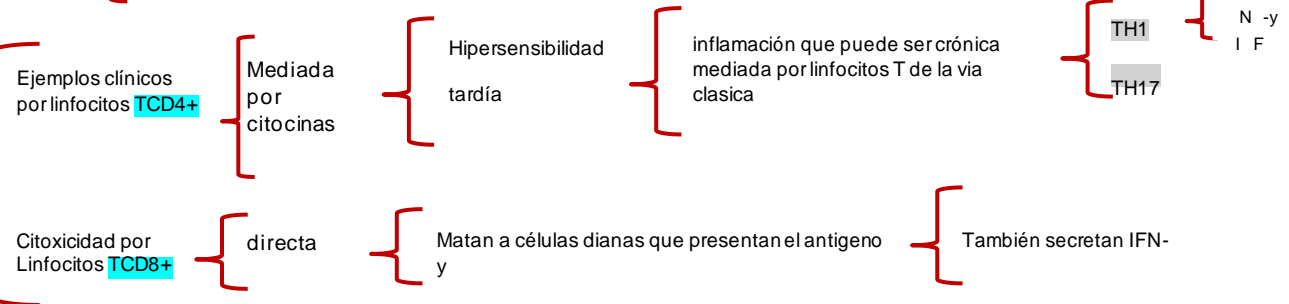 Ejemplos clínicos
por linfocitos TCD4+
Mediada
por
citocinas
Hipersensibilidad
tardía
inflamación que puede ser crónica
mediada por linfocitos T de la via
clasica
TH1
TH17
N -y
I F
Citoxicidad por
Linfocitos TCD8+
directa
Matan a células dianas que presentan el antigeno
y
También secretan IFN-